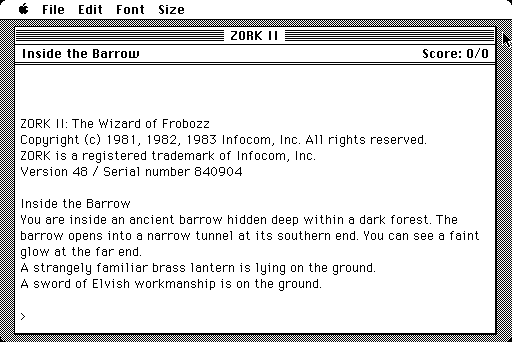 File Edit Font Size
ZORK II
Inside the Barrow Score: 0/0
ZORK II: The Wizard of Frobozz
Copyright (c) 1981, 1982, 1983 Infocom, Inc. All rights reserved.
ZORK is a registered trademark of Infocom, Inc.
Version 48 / Serial number 840904
Inside the Barrow
You are inside an ancient barrow hidden deep within a dark forest. The
barrow opens into a narrow tunnel at its southern end. You can see a faint
glow at the far end.
A strangely familiar brass lantern is lying on the ground.
A sword of Elvish workmanship is on the ground.
>